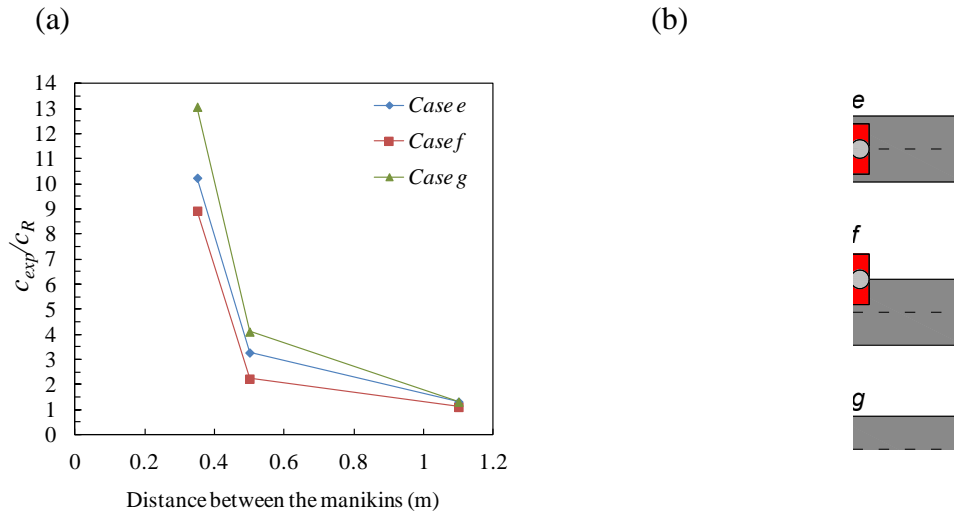 (a)
(b)
14
13
12
11
10
9
8
7
6
5
4
3
2
1
0
c_exp/c_R
Case e
Case f
Case g
0 0.2 0.4 0.6 0.8 1 1.2
Distance between the manikins (m)
e
f
g